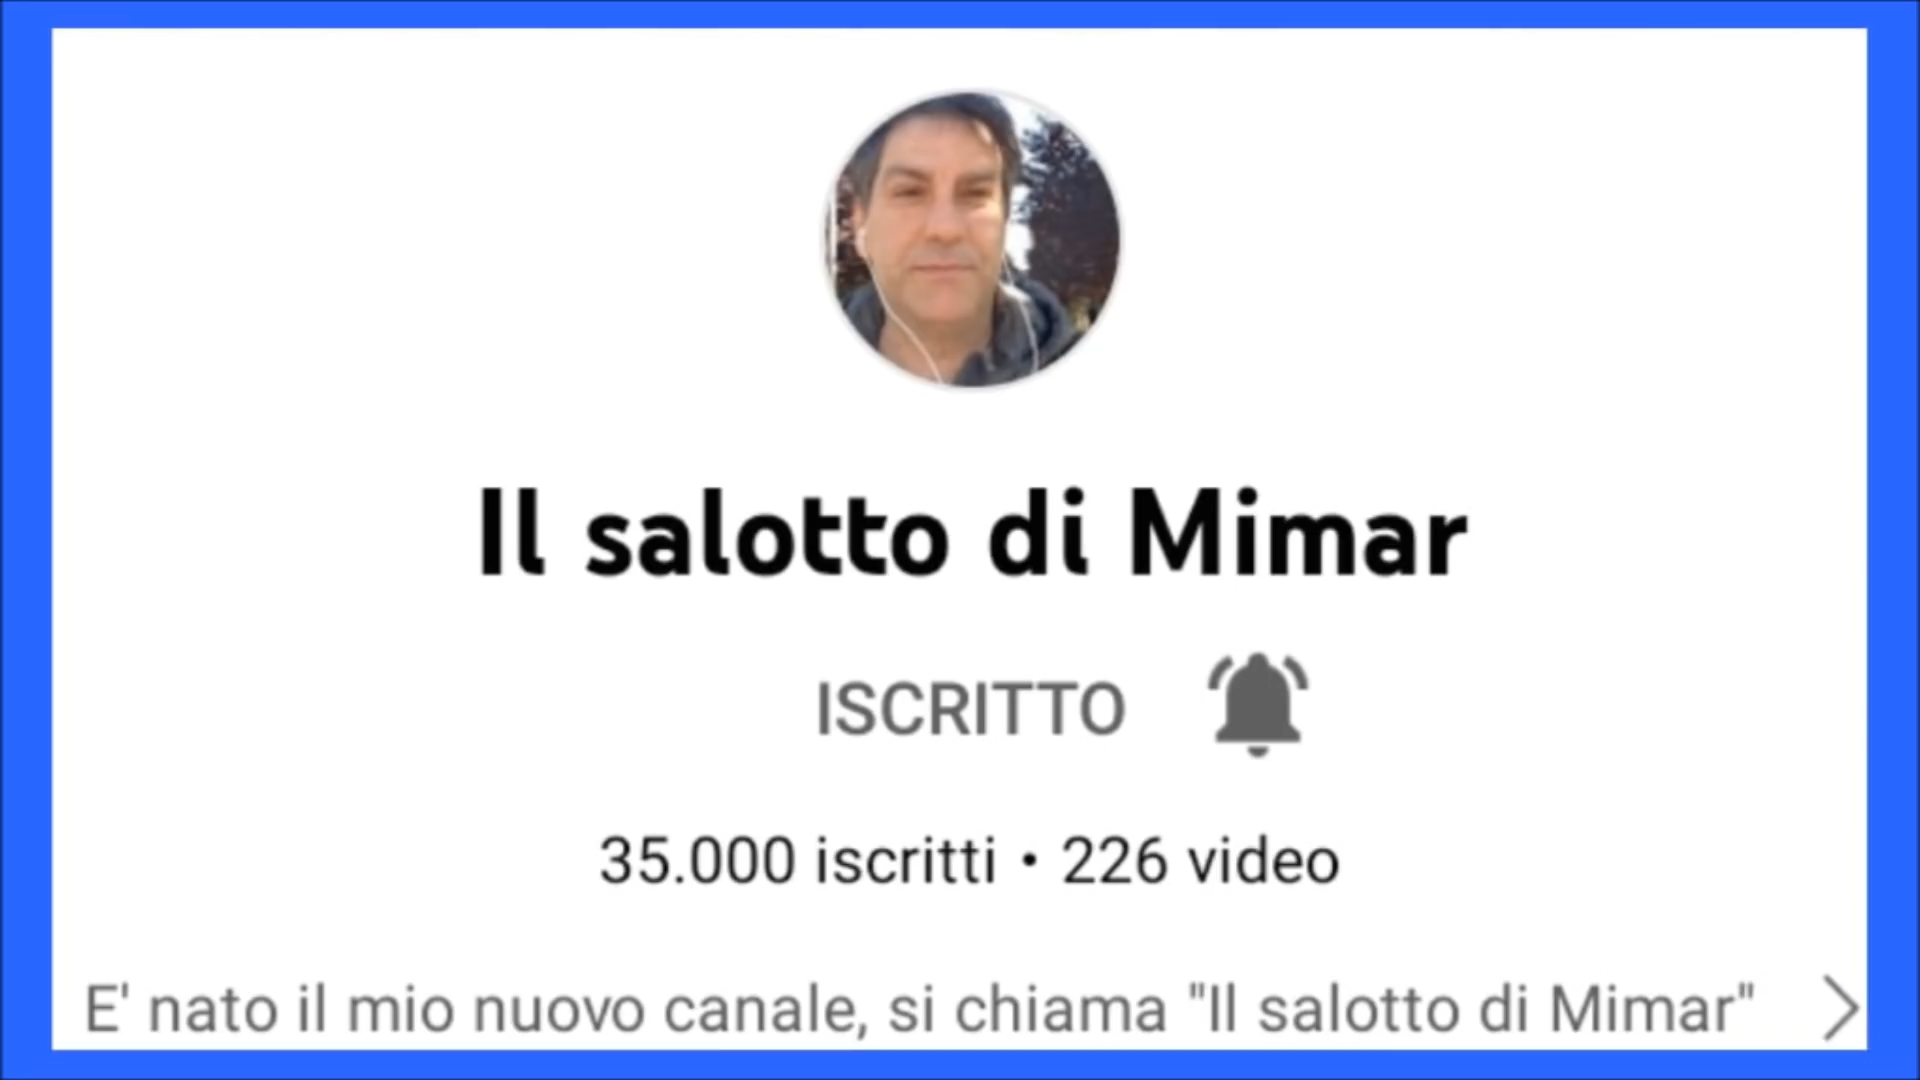 Il salotto di Mimar
ISCRITTO
35.000 iscritti • 226 video
E' nato il mio nuovo canale, si chiama "Il salotto di Mimar"